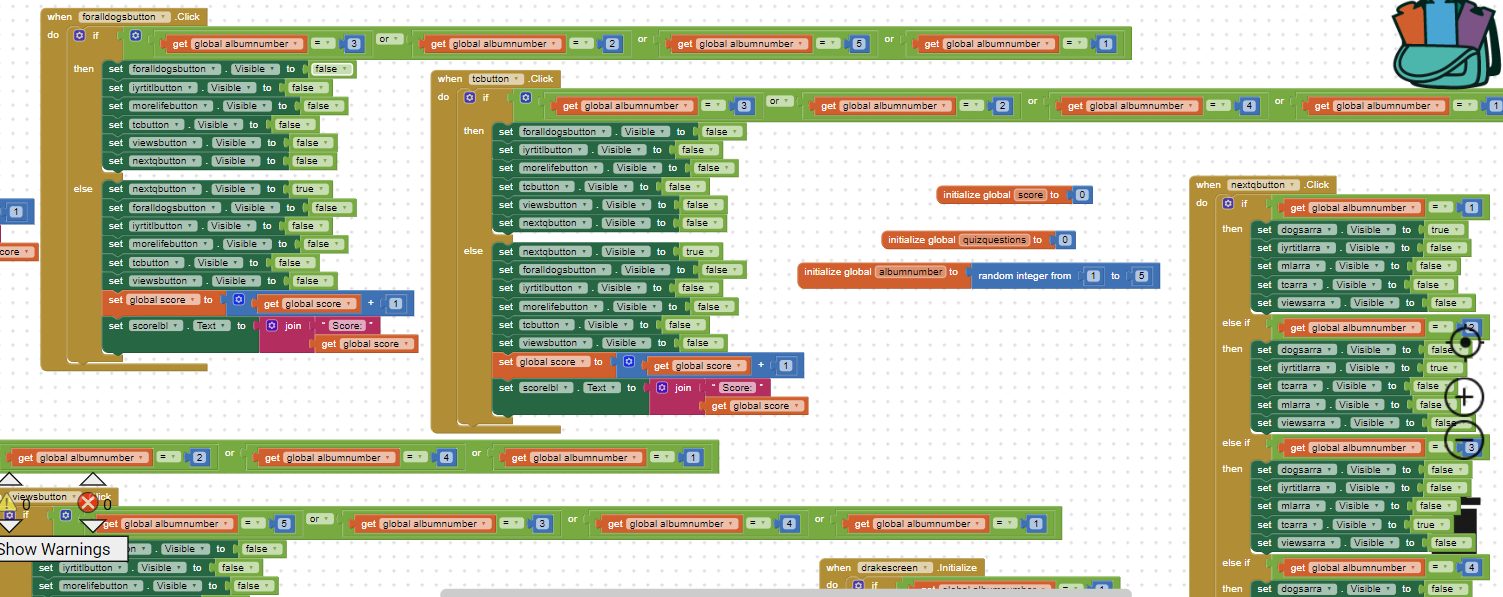 when foralldogsbutton .Click
do if get global albumnumber = 3 or get global albumnumber = 2 or get global albumnumber = 5 or get global albumnumber = 1
then set foralldogsbutton . Visible to false
set iyrtitlbutton . Visible to false
set morelifebutton . Visible to false
set tcbutton . Visible to false
set viewsbutton . Visible to false
set nextqbutton . Visible to false
else set nextqbutton . Visible to true
set foralldogsbutton . Visible to false
set iyrtitlbutton . Visible to false
set morelifebutton . Visible to false
set tcbutton . Visible to false
set viewsbutton . Visible to false
set global score to get global score + 1
set scorelbl . Text to join " Score: "
get global score
1
core
when tcbutton .Click
do if get global albumnumber = 3 or get global albumnumber = 2 or get global albumnumber = 4 or get global albumnumber = 1
then set foralldogsbutton . Visible to false
set iyrtitlbutton . Visible to false
set morelifebutton . Visible to false
set tcbutton . Visible to false
set viewsbutton . Visible to false
set nextqbutton . Visible to false
else set nextqbutton . Visible to true
set foralldogsbutton . Visible to false
set iyrtitlbutton . Visible to false
set morelifebutton . Visible to false
set tcbutton . Visible to false
set viewsbutton . Visible to false
set global score to get global score + 1
set scorelbl . Text to join " Score: "
get global score
initialize global score to 0
initialize global quizquestions to 0
initialize global albumnumber to random integer from 1 to 5
when nextqbutton .Click
do if get global albumnumber = 1
then set dogsarra . Visible to true
set iyrtitlarra . Visible to false
set mlarra . Visible to false
set tcarra . Visible to false
set viewsarra . Visible to false
else if get global albumnumber = 2
then set dogsarra . Visible to false
set iyrtitlarra . Visible to true
set tcarra . Visible to false
set mlarra . Visible to false
set viewsarra . Visible to false
else if get global albumnumber = 3
then set dogsarra . Visible to false
set iyrtitlarra . Visible to false
set mlarra . Visible to false
set tcarra . Visible to true
set viewsarra . Visible to false
else if get global albumnumber = 4
then set dogsarra . Visible to false
get global albumnumber = 2 or get global albumnumber = 4 or get global albumnumber = 1
viewsbutton .Click
0 0
if get global albumnumber = 5 or get global albumnumber = 3 or get global albumnumber = 4 or get global albumnumber = 1
Show Warnings
. Visible to false
set iyrtitlbutton . Visible to false
set morelifebutton . Visible to false
when drakescreen .Initialize
do if get global albumnumber = 1